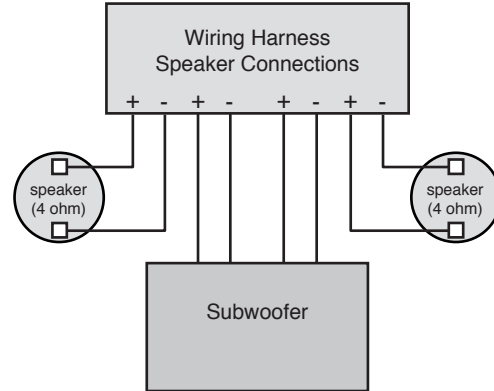 Wiring Harness
Speaker Connections
+ - + - + - + -
speaker
(4 ohm)
speaker
(4 ohm)
Subwoofer